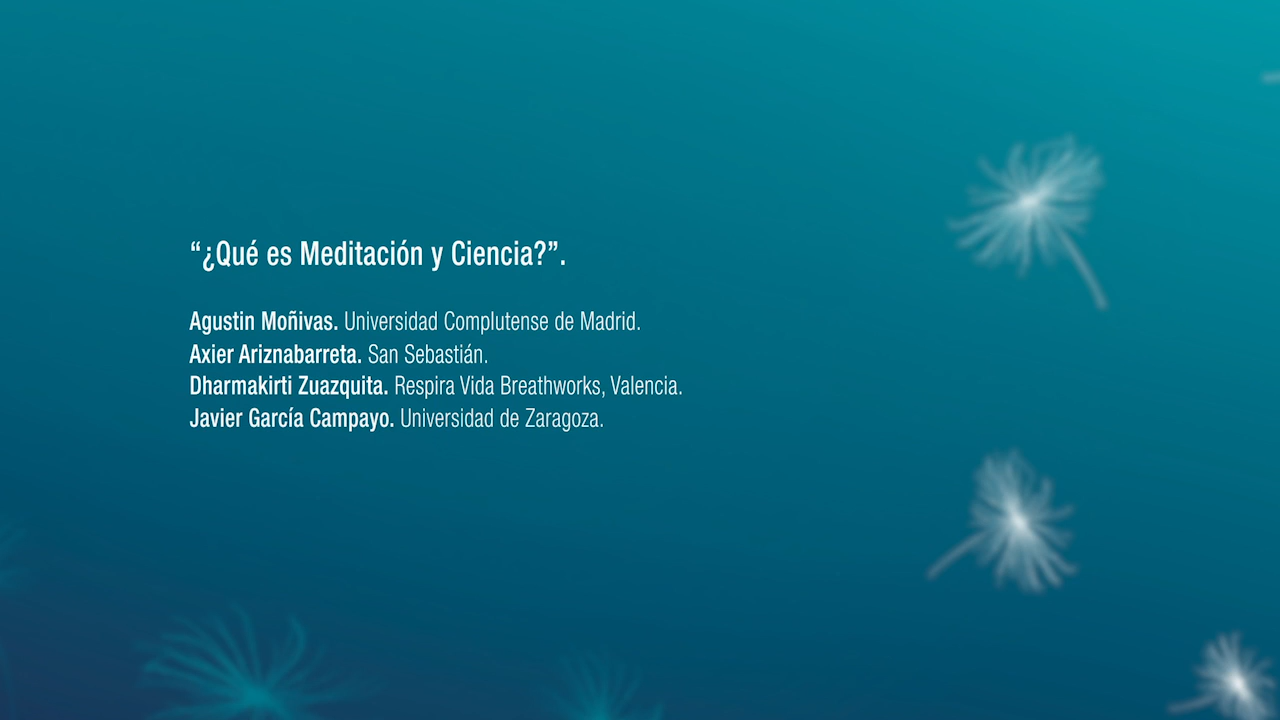 “¿Qué es Meditación y Ciencia?”.
Agustin Moñivas. Universidad Complutense de Madrid.
Axier Ariznabarreta. San Sebastián.
Dharmakirti Zuazquita. Respira Vida Breathworks, Valencia.
Javier García Campayo. Universidad de Zaragoza.